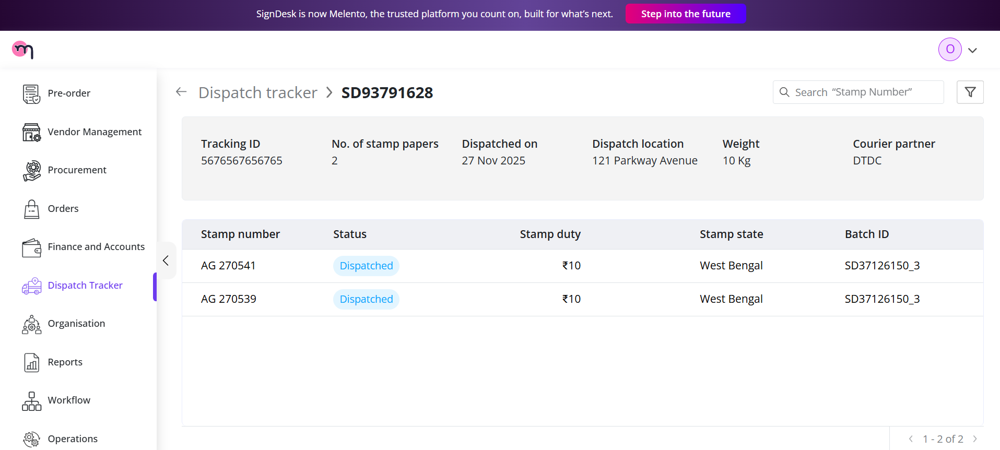 SignDesk is now Melento, the trusted platform you count on, built for what’s next.
Step into the future
m
O
Pre-order
Vendor Management
Procurement
Orders
Finance and Accounts
Dispatch Tracker
Organisation
Reports
Workflow
Operations
Dispatch tracker > SD93791628
Search “Stamp Number”
Tracking ID No. of stamp papers Dispatched on Dispatch location Weight Courier partner
5676567656765 2 27 Nov 2025 121 Parkway Avenue 10 Kg DTDC
Stamp number Status Stamp duty Stamp state Batch ID
AG 270541 Dispatched ₹10 West Bengal SD37126150_3
AG 270539 Dispatched ₹10 West Bengal SD37126150_3
1 - 2 of 2